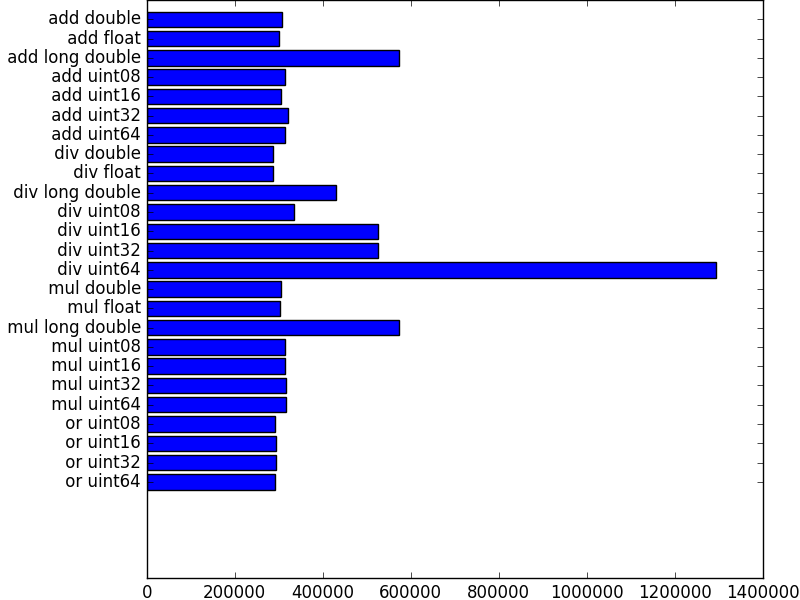 add double
add float
add long double
add uint08
add uint16
add uint32
add uint64
div double
div float
div long double
div uint08
div uint16
div uint32
div uint64
mul double
mul float
mul long double
mul uint08
mul uint16
mul uint32
mul uint64
or uint08
or uint16
or uint32
or uint64
0 200000 400000 600000 800000 1000000 1200000 1400000